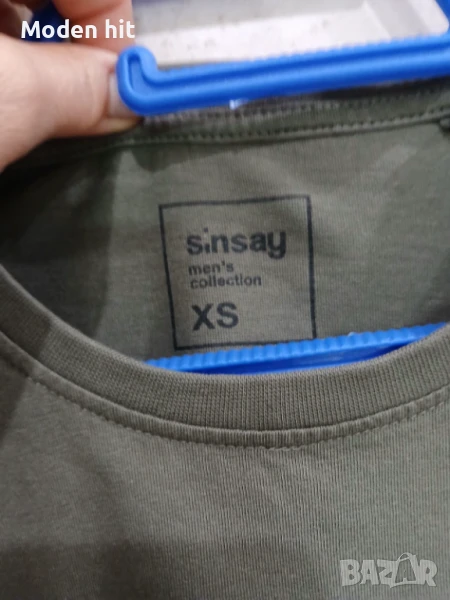 Moden hit
sinsay
men's
collection
XS
BAZAR